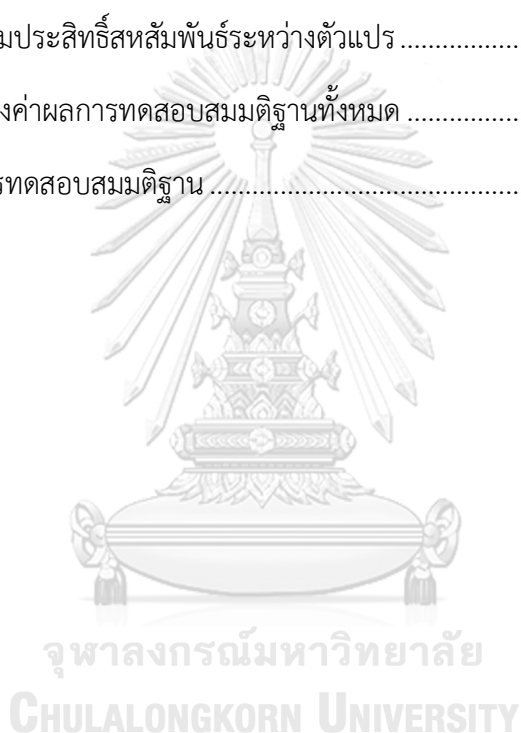 มประสิทธิ์สหสัมพันธ์ระหว่างตัวแปร ..................
งค่าผลการทดสอบสมมติฐานทั้งหมด .................
รทดสอบสมมติฐาน ..............................................
จุฬาลงกรณ์มหาวิทยาลัย
CHULALONGKORN UNIVERSITY